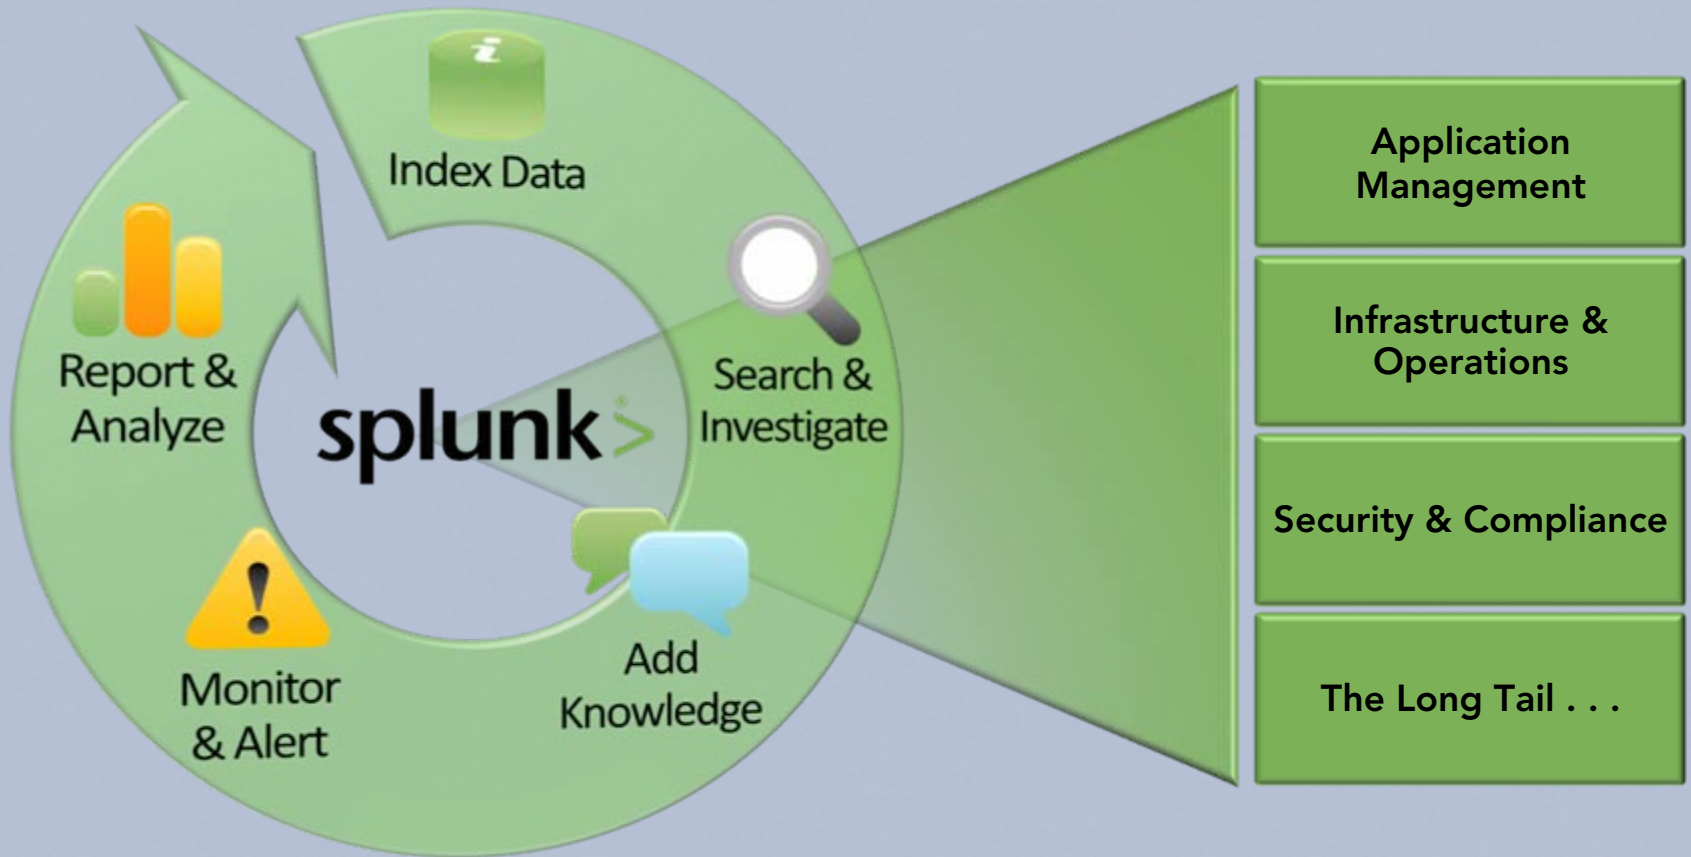 Index Data
Search &
Investigate
Add
Knowledge
Monitor
& Alert
Report &
Analyze
splunk>
Application
Management
Infrastructure &
Operations
Security & Compliance
The Long Tail . . .